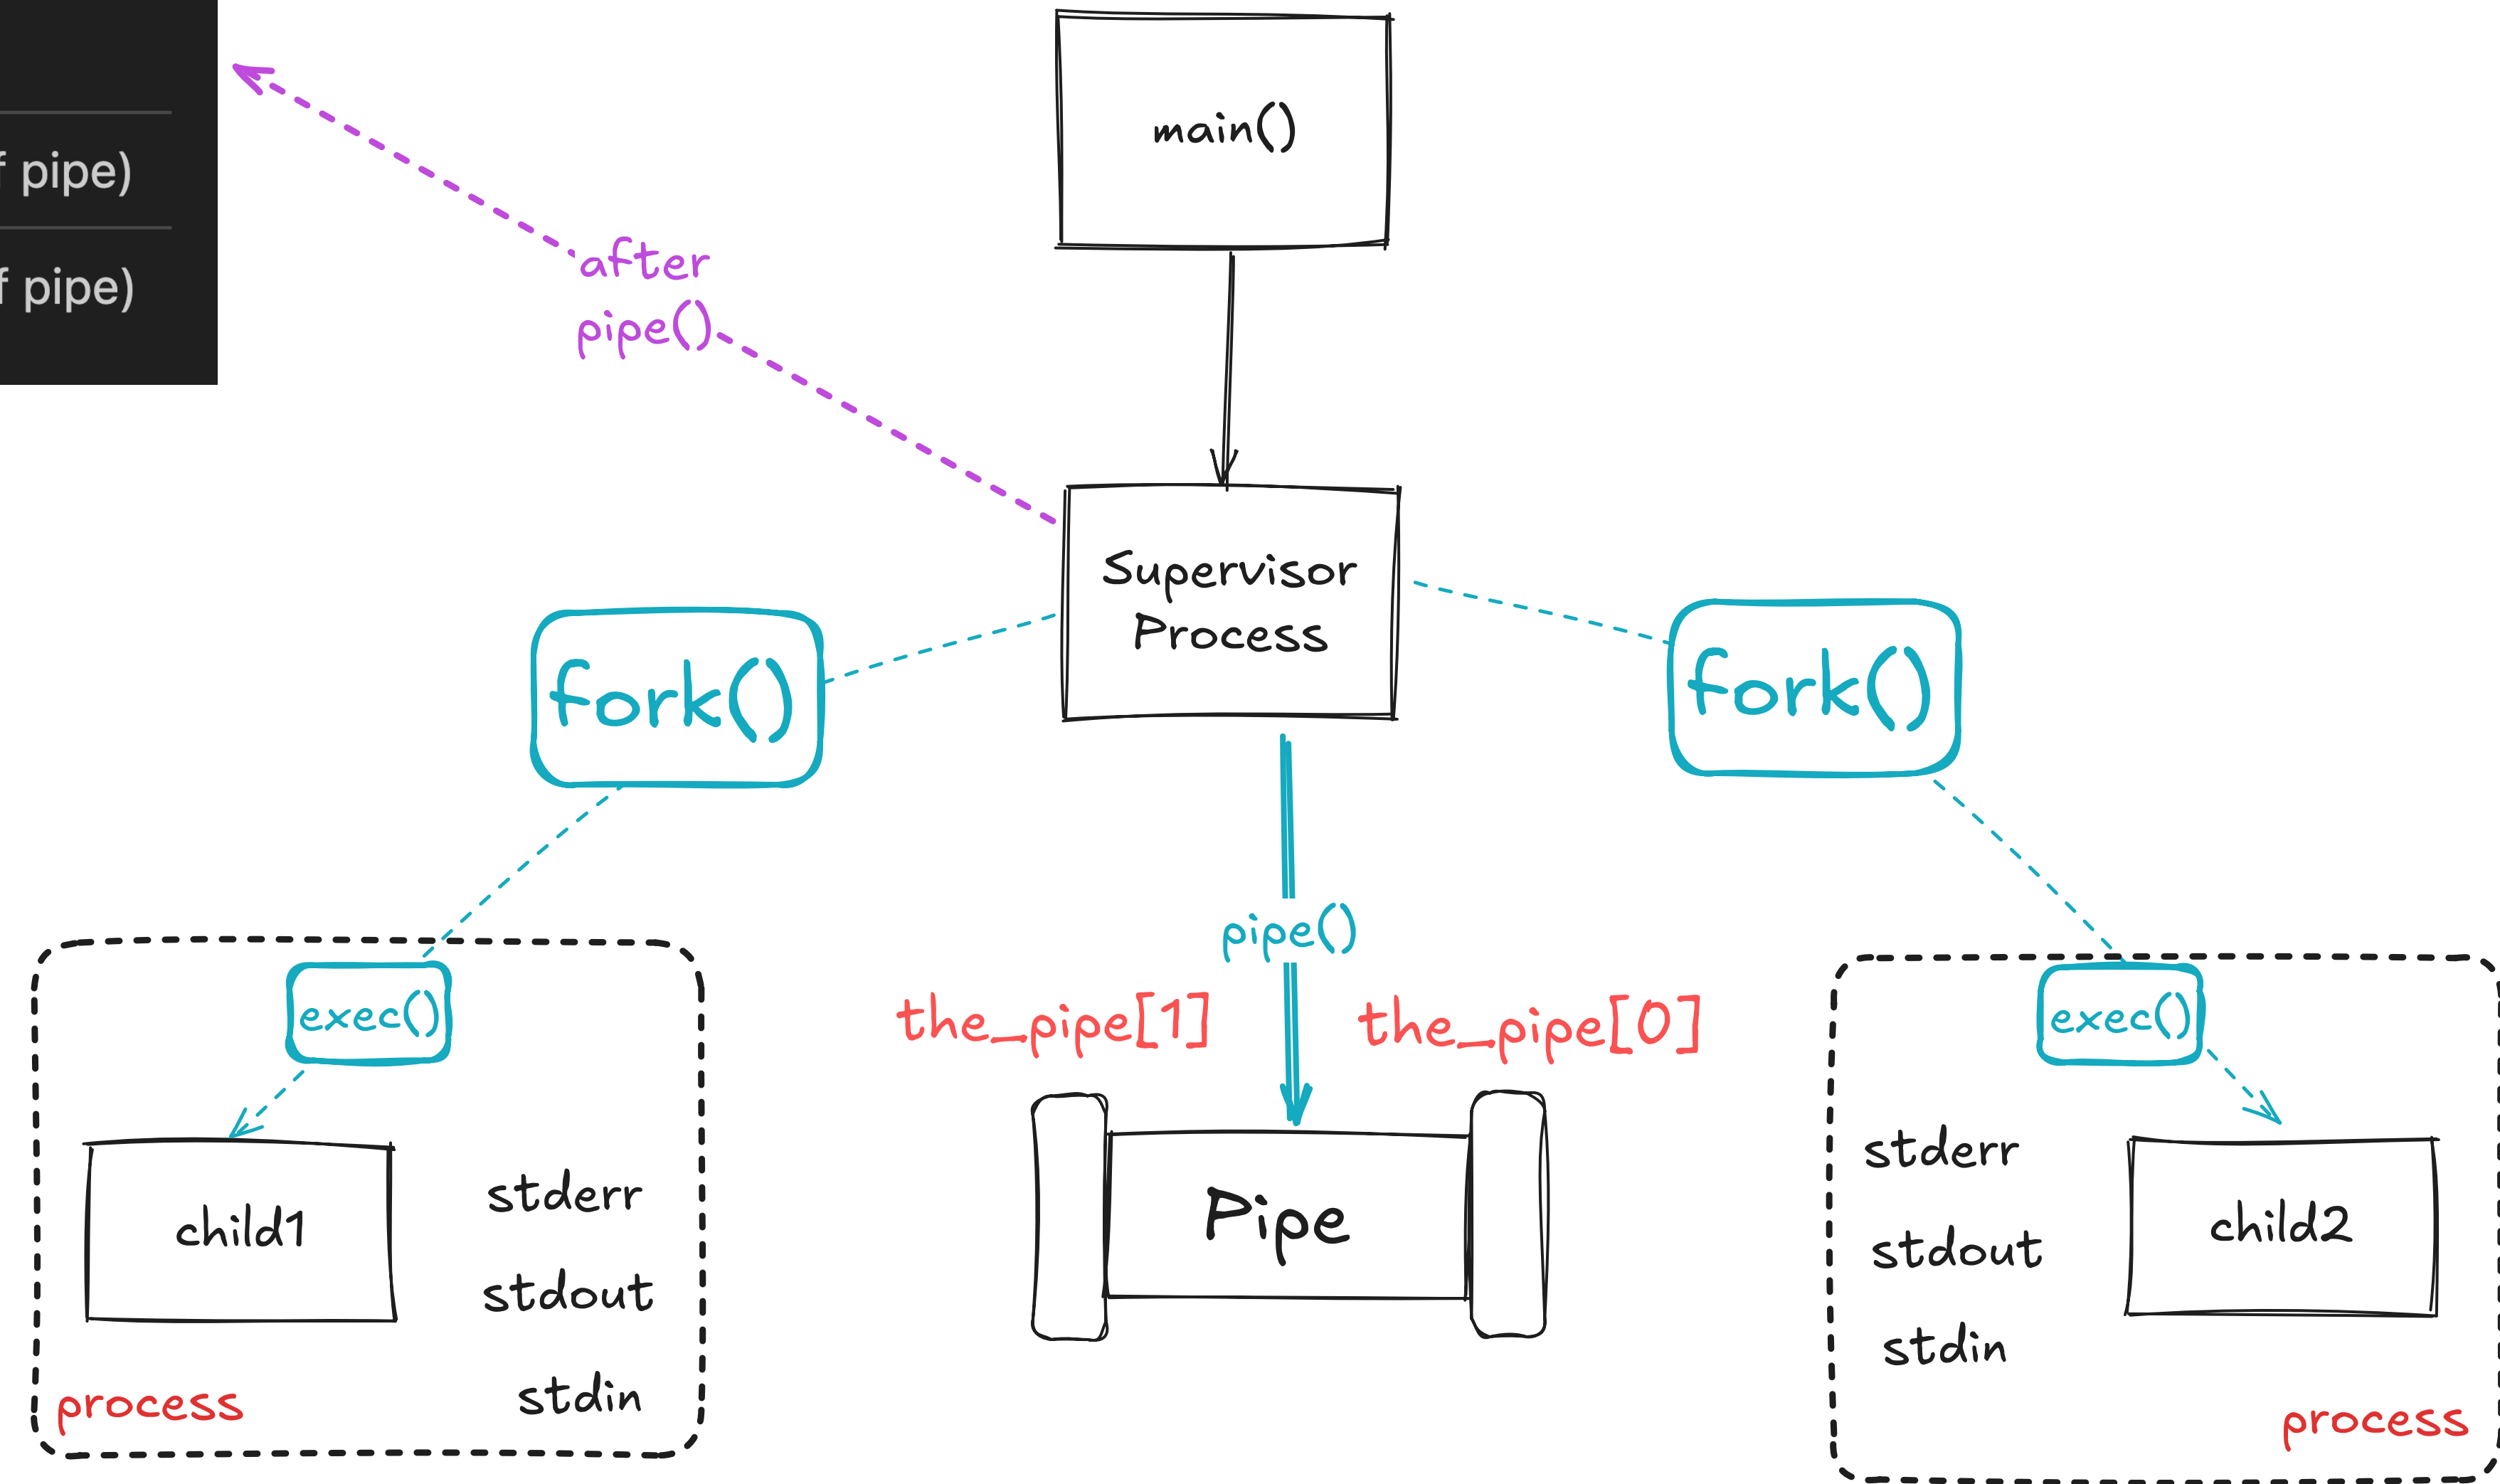 main()
pipe)
pipe)
after
pipe()
Supervisor
Process
fork()
fork()
pipe()
exec()
the_pipe[1]
the_pipe[0]
exec()
child1
stderr
stdout
stdin
process
Pipe
stderr
stdout
stdin
child2
process